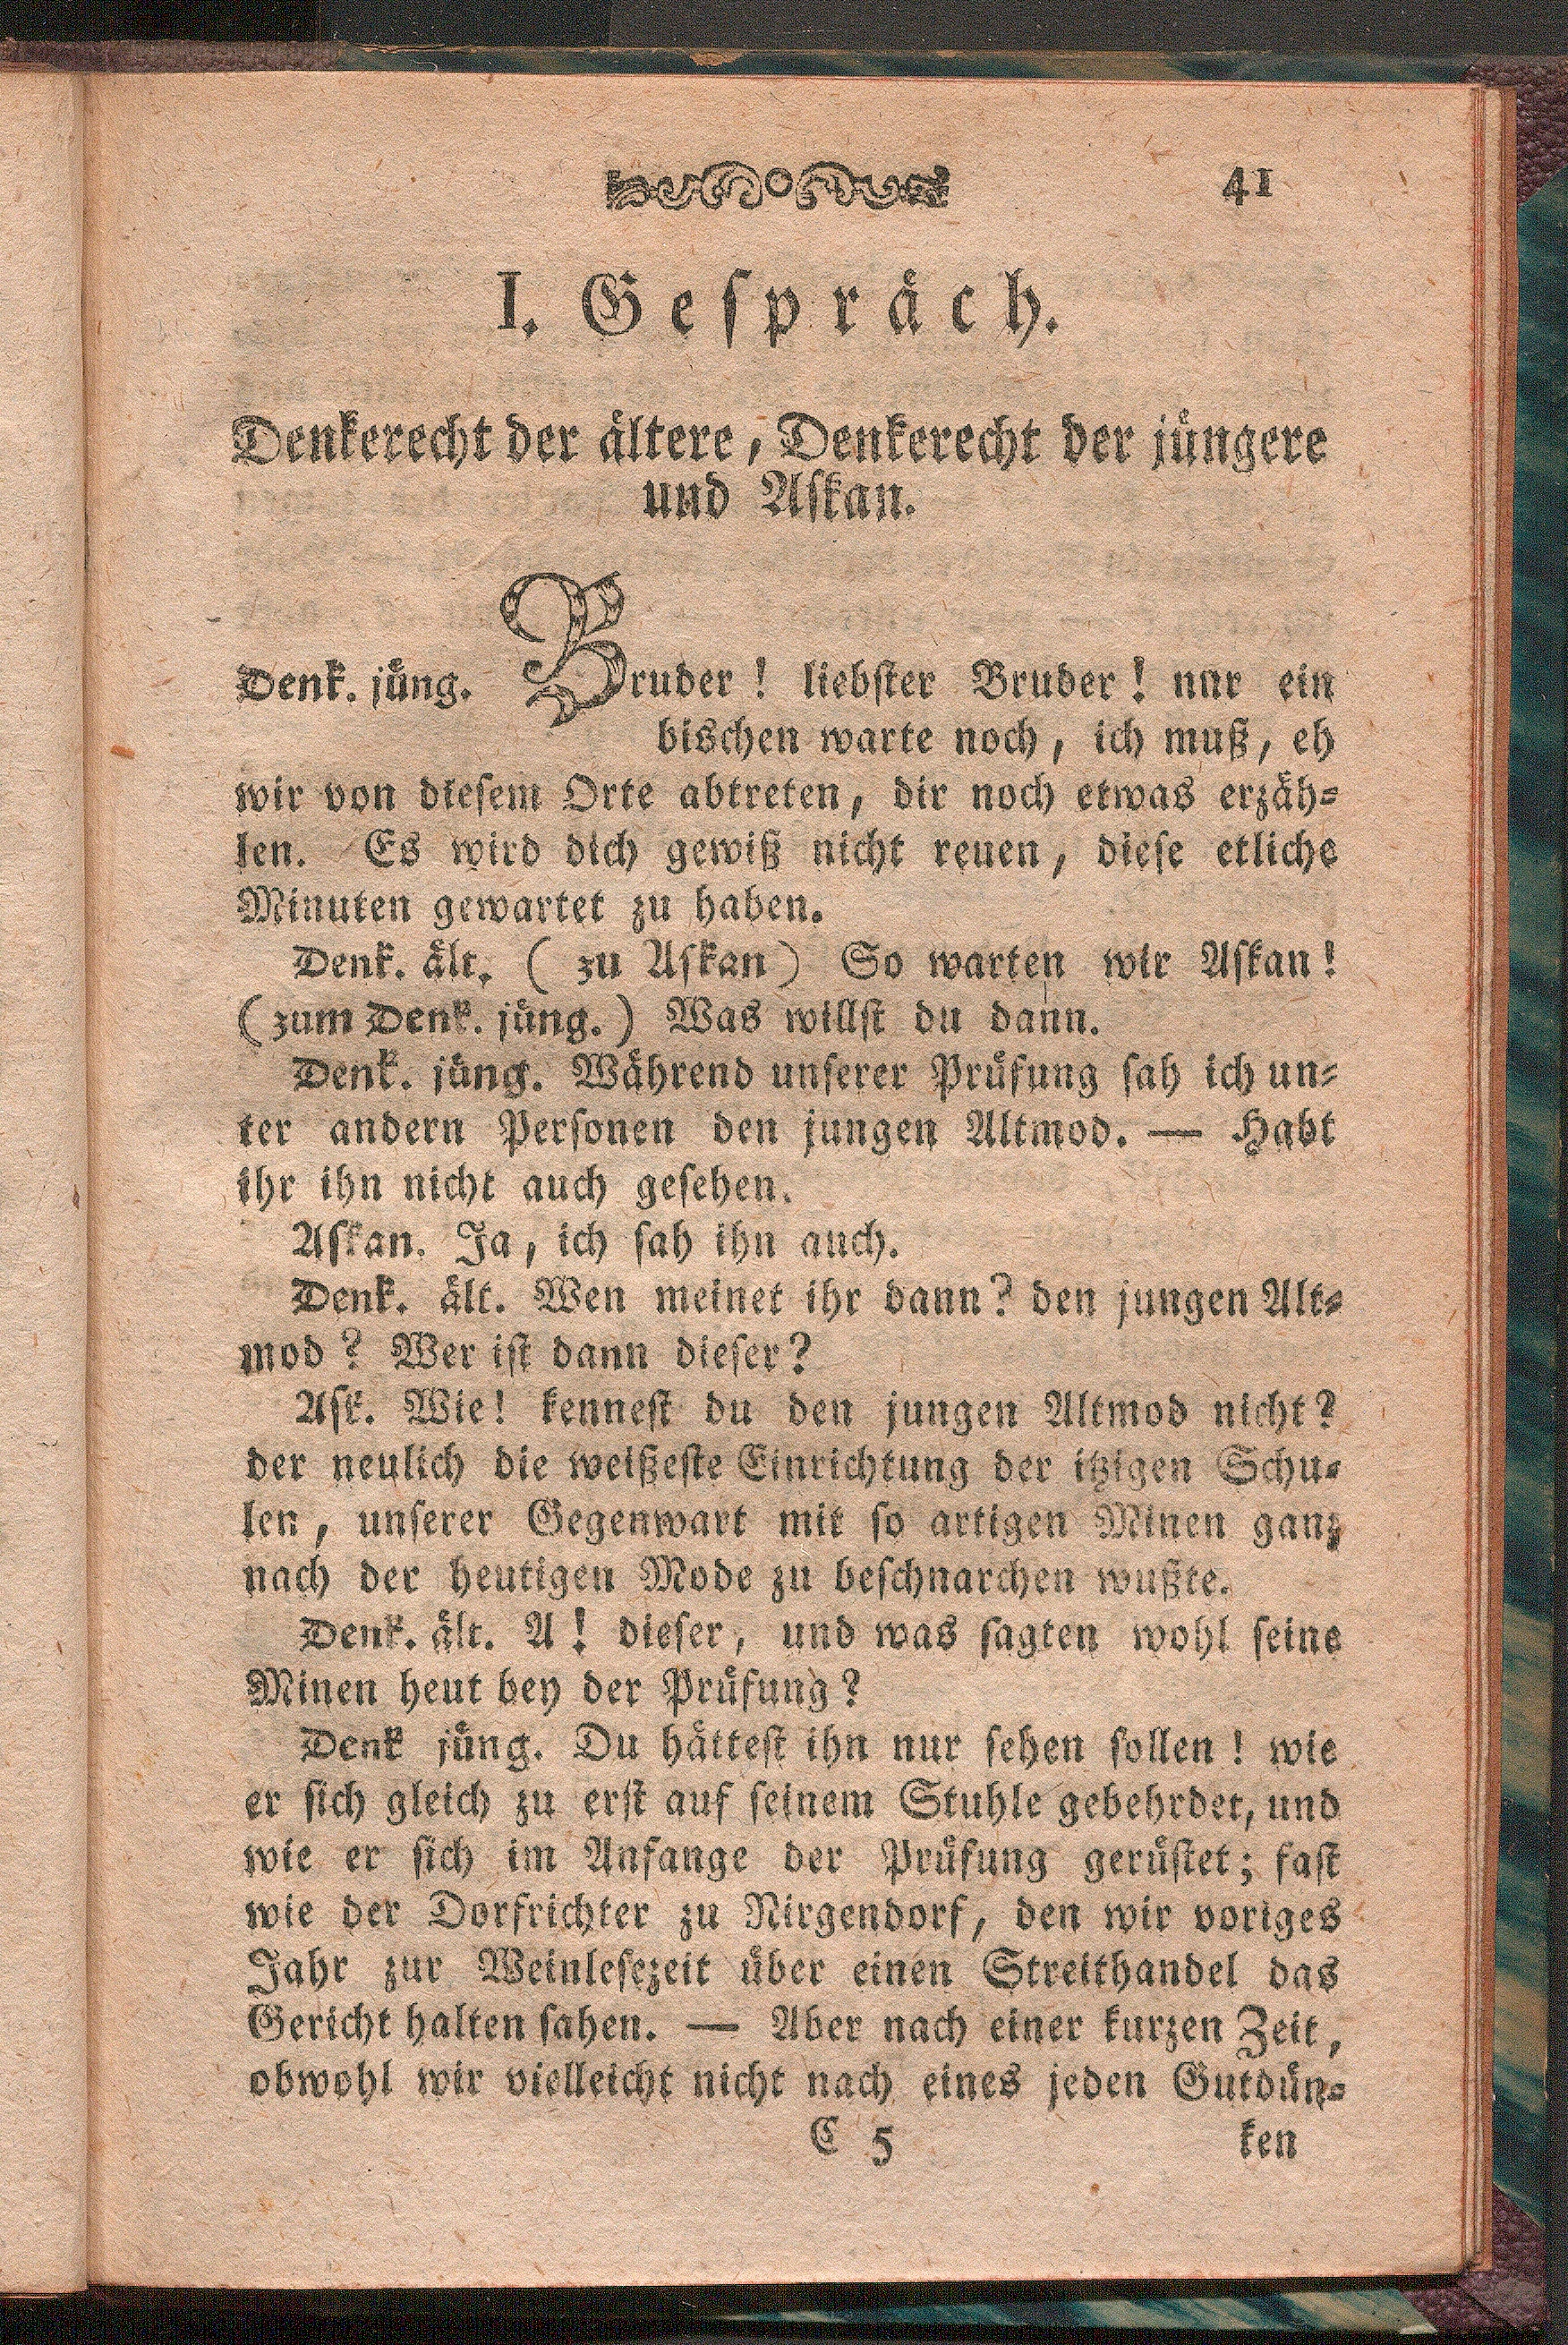 41
I. Gespräch.
Denkerecht der ältere, Denkerecht der jüngere
und Askan.
Denk. jüng. Bruder! liebster Bruder! nur ein
bischen warte noch, ich muß, eh
wir von diesem Orte abtreten, dir noch etwas erzäh-
len. Es wird dich gewiß nicht reuen, diese etliche
Minuten gewartet zu haben.
Denk. ält. (zu Askan) So warten wir Askan!
(zum Denk. jüng.) Was willst du dann.
Denk. jüng. Während unserer Prüfung sah ich un-
ter andern Personen den jungen Altmod. — Habt
ihr ihn nicht auch gesehen.
Askan. Ja, ich sah ihn auch.
Denk. ält. Wen meinet ihr dann? den jungen Alt-
mod? Wer ist dann dieser?
Ask. Wie! kennest du den jungen Altmod nicht?
der neulich die weißeste Einrichtung der itzigen Schu-
len, unserer Gegenwart mit so artigen Minen ganz
nach der heutigen Mode zu beschnarchen wußte.
Denk. ält. A! dieser, und was sagten wohl seine
Minen heut bey der Prüfung?
Denk jüng. Du hättest ihn nur sehen sollen! wie
er sich gleich zu erst auf seinem Stuhle gebehrdet, und
wie er sich im Anfange der Prüfung gerüstet; fast
wie der Dorfrichter zu Nirgendorf, den wir voriges
Jahr zur Weinlesezeit über einen Streithandel das
Gericht halten sahen. — Aber nach einer kurzen Zeit,
obwohl wir vielleicht nicht nach eines jeden Gutdün-
C 5 ken